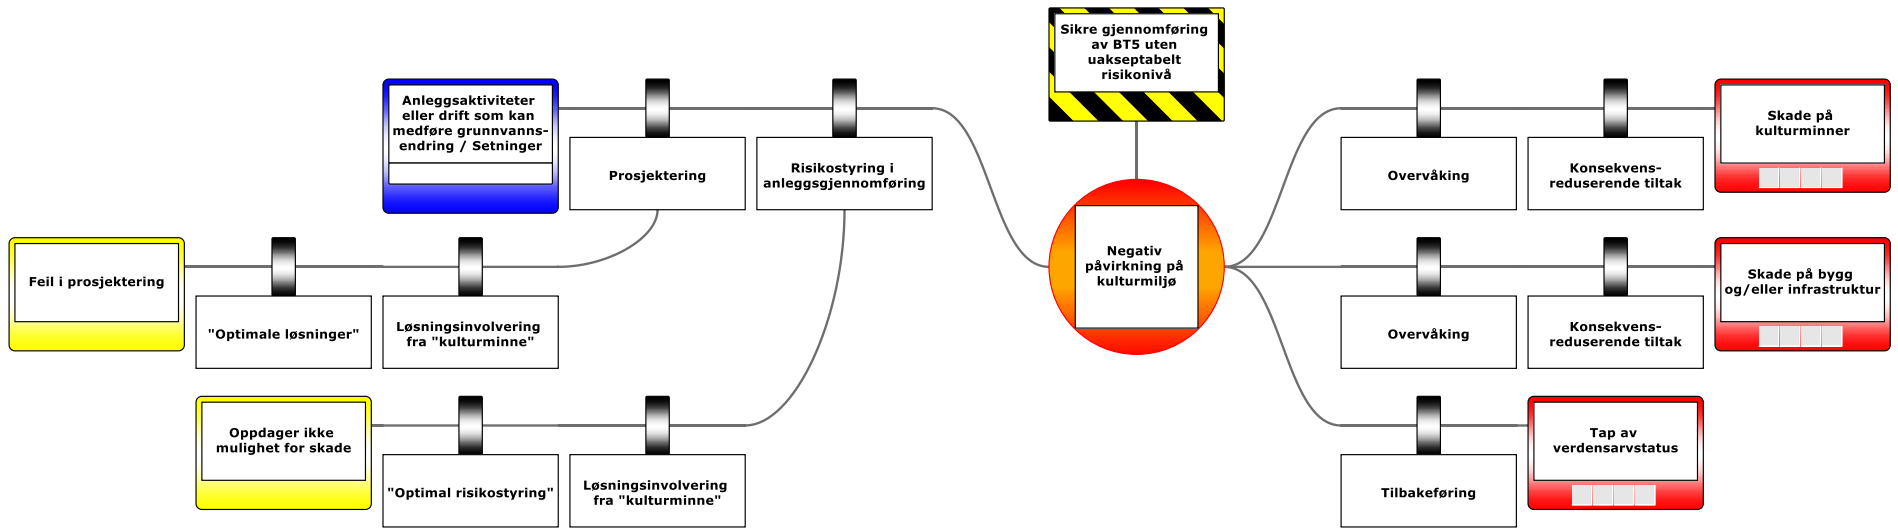 Sikre gjennomføring
av BT5 uten
uakseptabelt
risikonivå
Anleggsaktiviteter
eller drift som kan
medføre grunnvanns-
endring / Setninger
Prosjektering
Risikostyring i
anleggsgjennomføring
Overvåking
Konsekvens-
reduserende tiltak
Skade på
kulturminner
Feil i prosjektering
"Optimale løsninger"
Løsningsinvolvering
fra "kulturminne"
Negativ
påvirkning på
kulturmiljø
Overvåking
Konsekvens-
reduserende tiltak
Skade på bygg
og/eller infrastruktur
Oppdager ikke
mulighet for skade
"Optimal risikostyring"
Løsningsinvolvering
fra "kulturminne"
Tilbakeføring
Tap av
verdensarvstatus